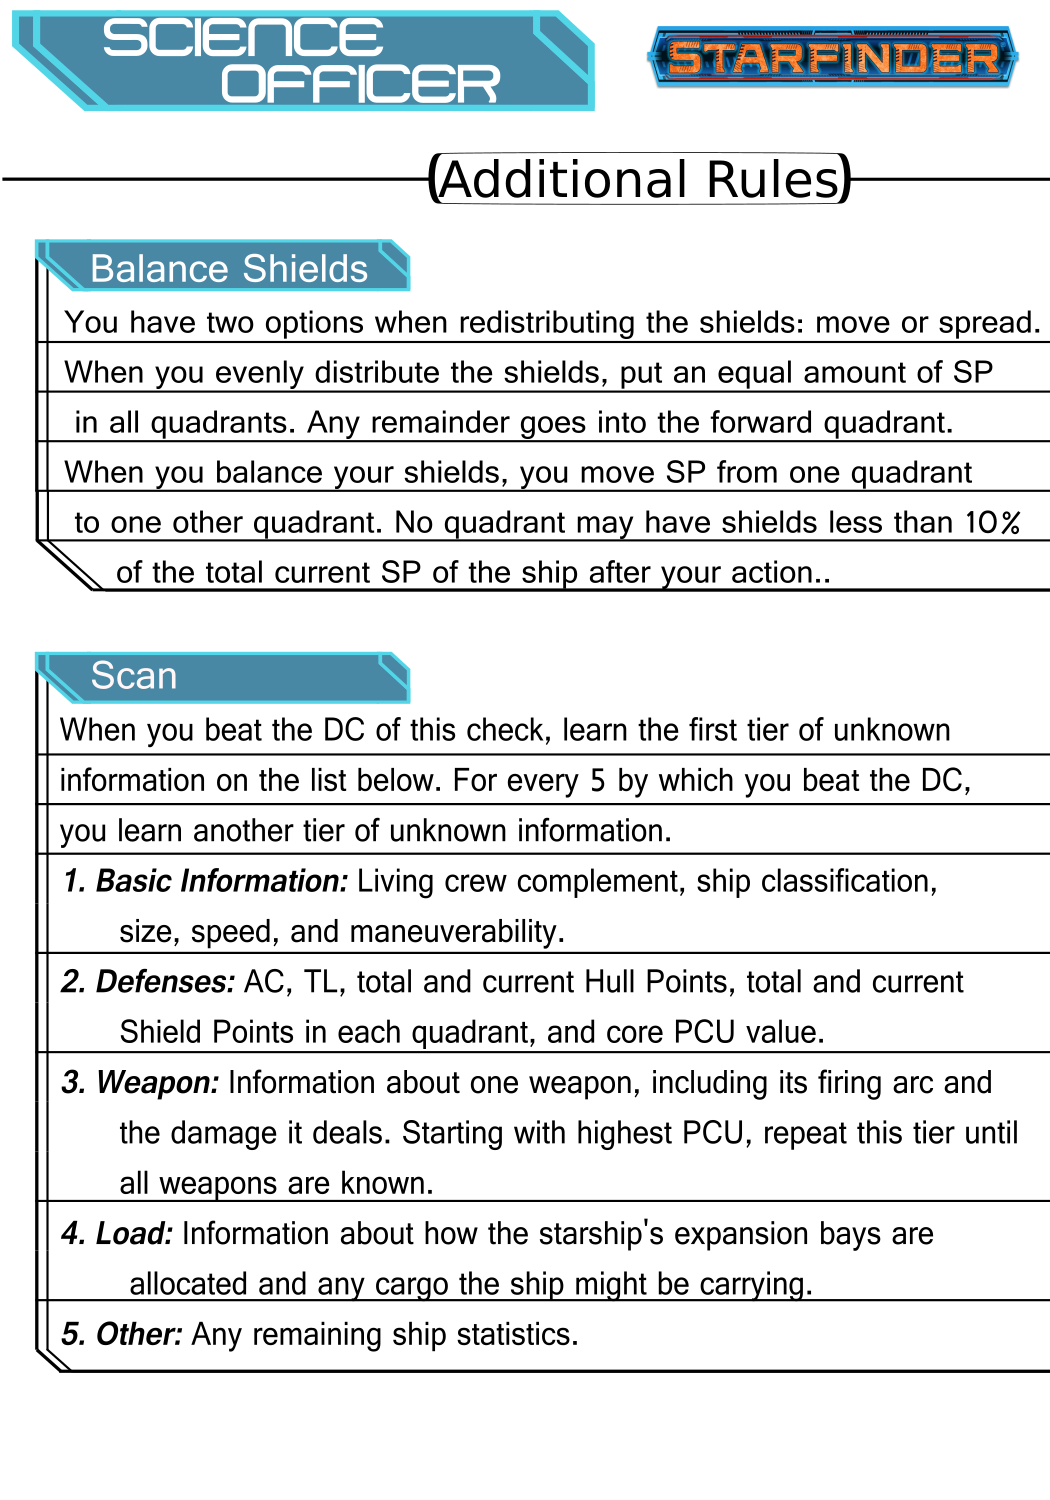 SCIENCE
OFFICER
STARFINDER
Additional Rules
Balance Shields
You have two options when redistributing the shields: move or spread.
When you evenly distribute the shields, put an equal amount of SP
in all quadrants. Any remainder goes into the forward quadrant.
When you balance your shields, you move SP from one quadrant
to one other quadrant. No quadrant may have shields less than 10%
of the total current SP of the ship after your action..
Scan
When you beat the DC of this check, learn the first tier of unknown
information on the list below. For every 5 by which you beat the DC,
you learn another tier of unknown information.
1. Basic Information: Living crew complement, ship classification,
size, speed, and maneuverability.
2. Defenses: AC, TL, total and current Hull Points, total and current
Shield Points in each quadrant, and core PCU value.
3. Weapon: Information about one weapon, including its firing arc and
the damage it deals. Starting with highest PCU, repeat this tier until
all weapons are known.
4. Load: Information about how the starship's expansion bays are
allocated and any cargo the ship might be carrying.
5. Other: Any remaining ship statistics.